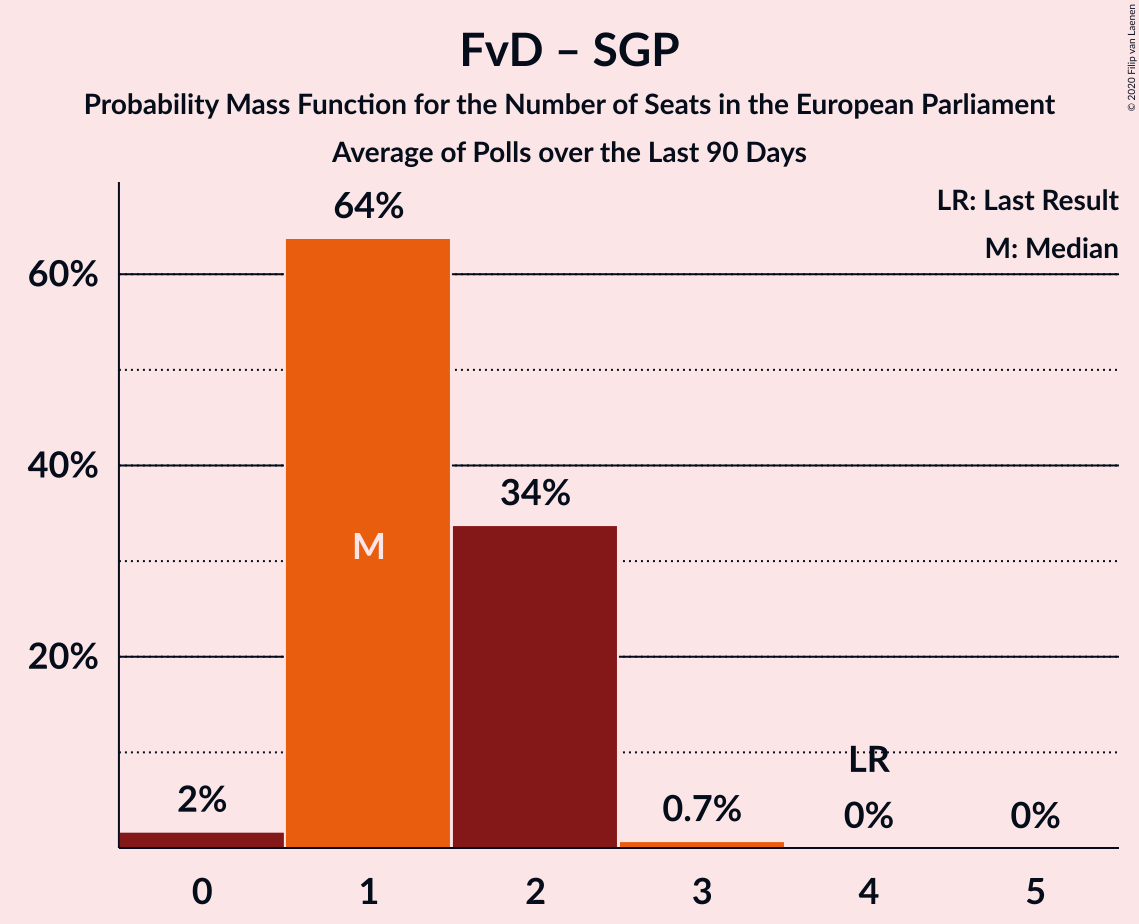 FvD – SGP
Probability Mass Function for the Number of Seats in the European Parliament
Average of Polls over the Last 90 Days
© 2020 Filip van Laenen
LR: Last Result
M: Median
60%
40%
20%
2%
64%
M
34%
0.7%
LR
0%
0%
0 1 2 3 4 5